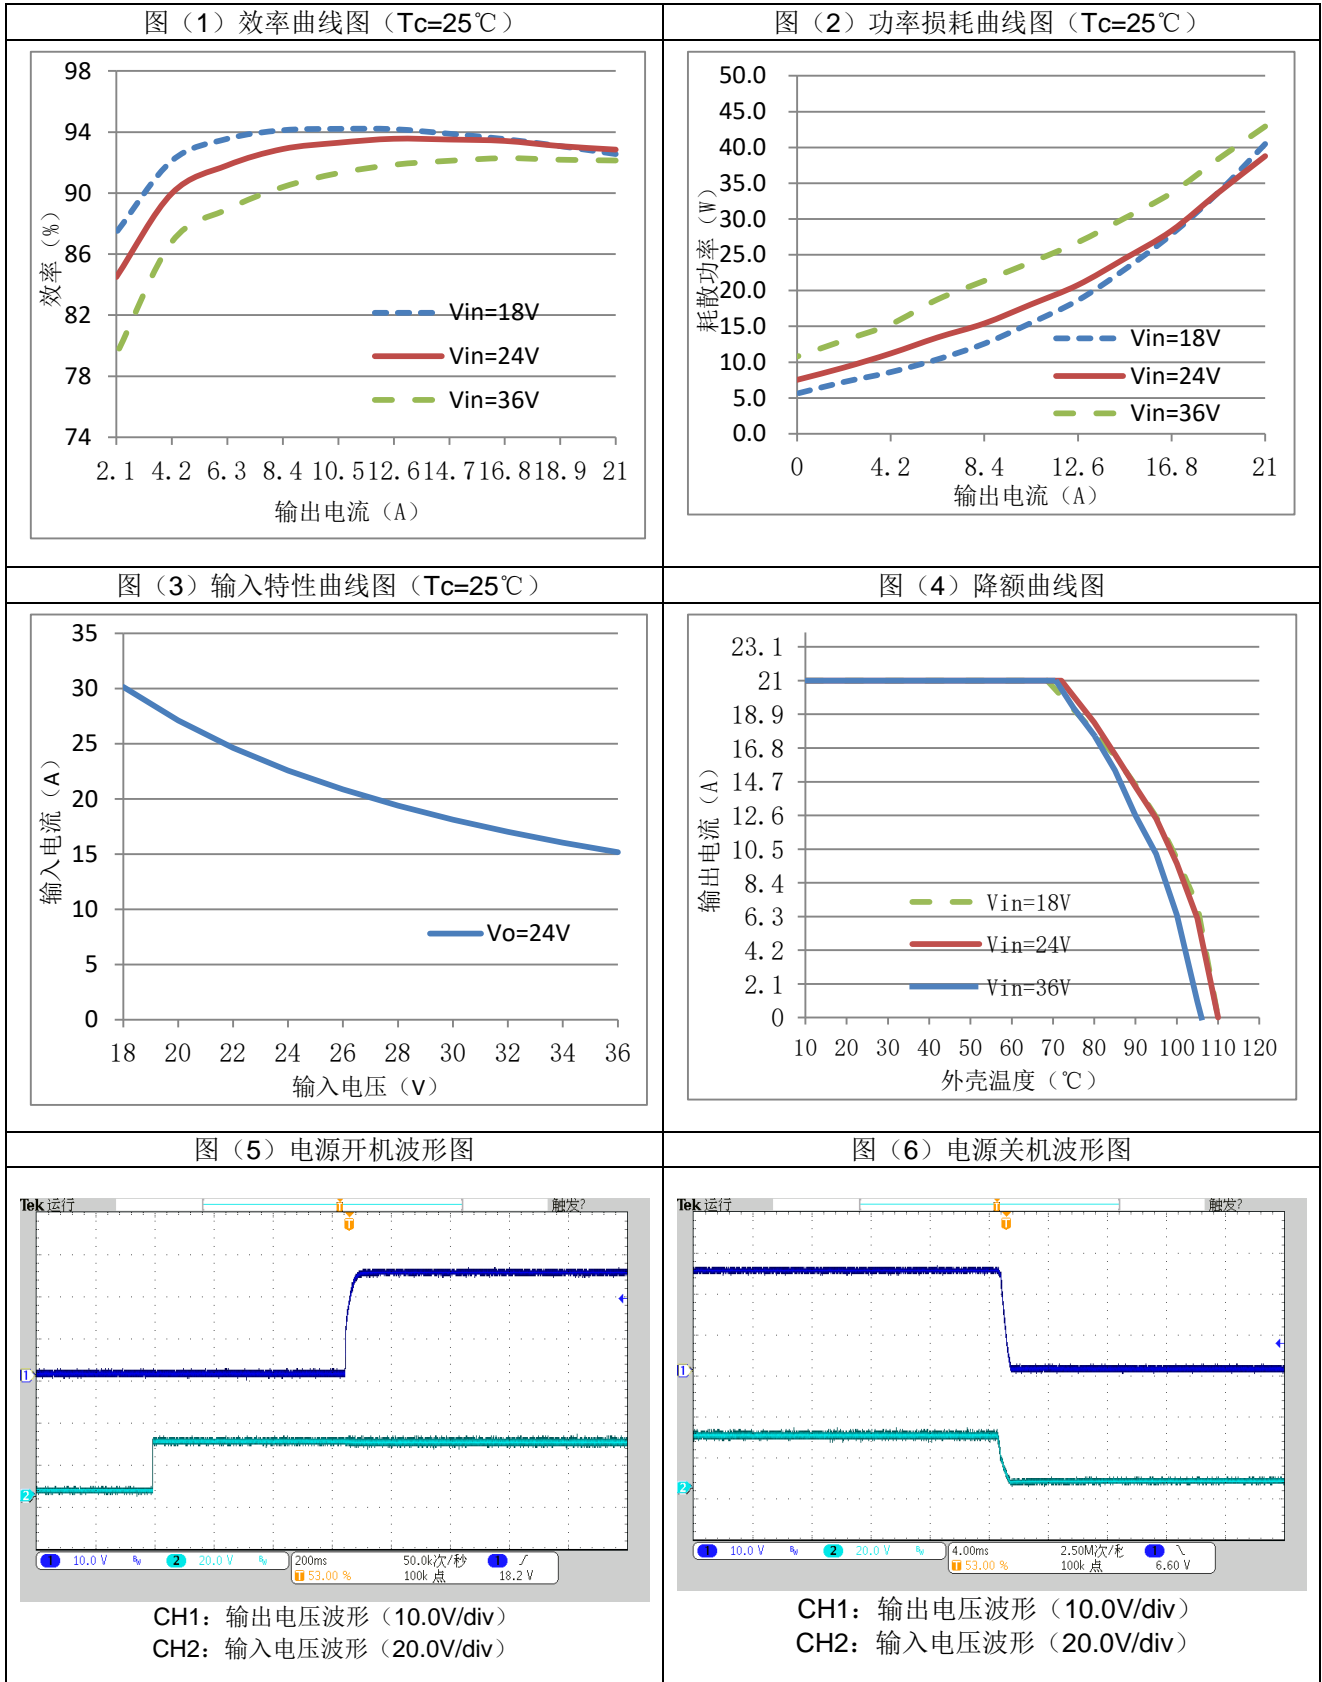 图（1）效率曲线图（Tc=25℃）
98
94
90
86
82
78
74
效率（%）
Vin=18V
Vin=24V
Vin=36V
2.1 4.2 6.3 8.4 10.5 12.6 14.7 16.8 18.9 21
输出电流（A）
图（2）功率损耗曲线图（Tc=25℃）
50.0
45.0
40.0
35.0
30.0
25.0
20.0
15.0
10.0
5.0
0.0
耗散功率（W）
Vin=18V
Vin=24V
Vin=36V
0 4.2 8.4 12.6 16.8 21
输出电流（A）
图（3）输入特性曲线图（Tc=25℃）
35
30
25
20
15
10
5
0
输入电流（A）
Vo=24V
18 20 22 24 26 28 30 32 34 36
输入电压（V）
图（4）降额曲线图
23.1
21
18.9
16.8
14.7
12.6
10.5
8.4
6.3
4.2
2.1
0
输出电流（A）
Vin=18V
Vin=24V
Vin=36V
10 20 30 40 50 60 70 80 90 100 110 120
外壳温度（℃）
图（5）电源开机波形图
Tek 运行 触发?
T
T
1
2
1 10.0 V BW 2 20.0 V BW 200ms 50.0k次/秒 1
T 53.00 % 100k 点 18.2 V
CH1：输出电压波形（10.0V/div）
CH2：输入电压波形（20.0V/div）
图（6）电源关机波形图
Tek 运行 触发?
T
T
1
2
1 10.0 V BW 2 20.0 V BW 4.00ms 2.50M次/秒 1
T 53.00 % 100k 点 6.60 V
CH1：输出电压波形（10.0V/div）
CH2：输入电压波形（20.0V/div）